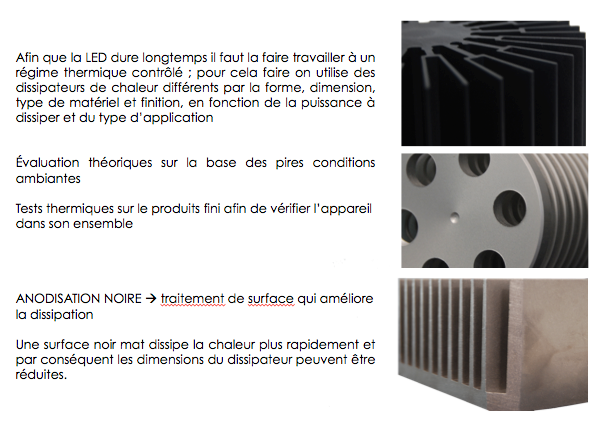 Afin que la LED dure longtemps il faut la faire travailler à un
régime thermique contrôlé ; pour cela faire on utilise des
dissipateurs de chaleur différents par la forme, dimension,
type de matériel et finition, en fonction de la puissance à
dissiper et du type d'application
Évaluation théoriques sur la base des pires conditions
ambiantes
Tests thermiques sur le produits fini afin de vérifier l'appareil
dans son ensemble
ANODISATION NOIRE → traitement de surface qui améliore
la dissipation
Une surface noir mat dissipe la chaleur plus rapidement et
par conséquent les dimensions du dissipateur peuvent être
réduites.